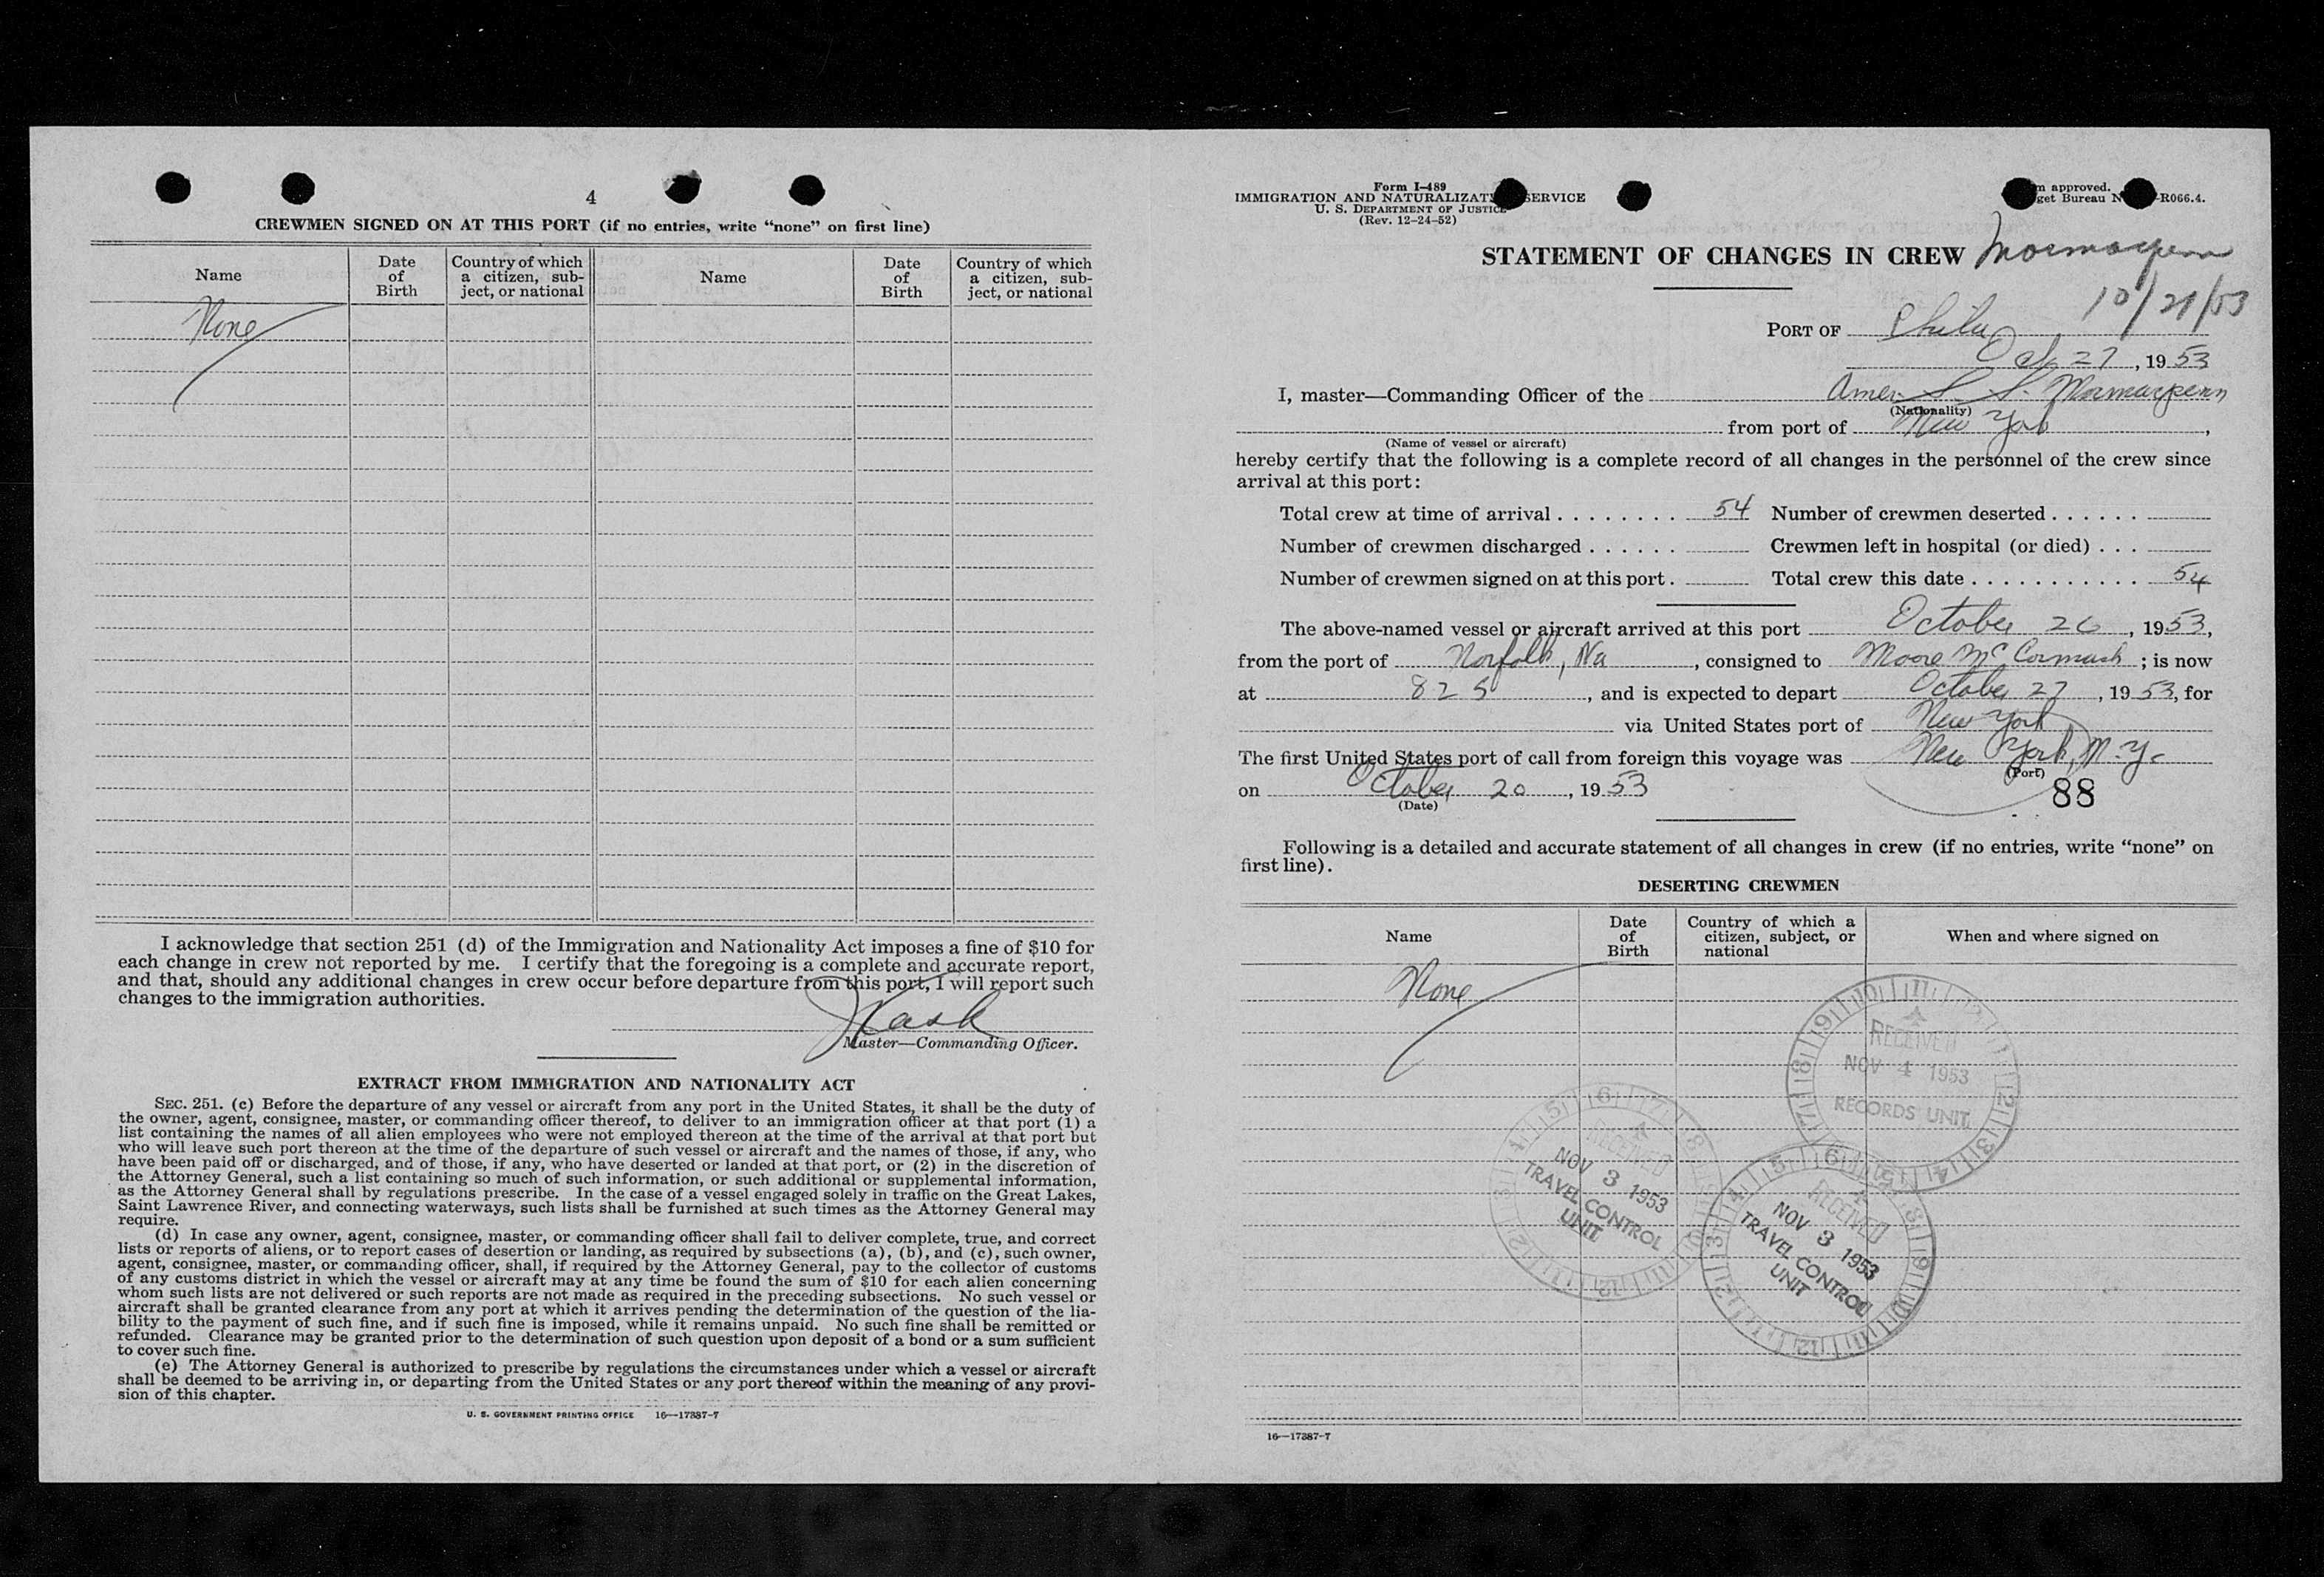 4
CREWMEN SIGNED ON AT THIS PORT (if no entries, write “none” on first line)
Name
Date of Birth
Country of which a citizen, subject, or national
Name
Date of Birth
Country of which a citizen, subject, or national
None
I acknowledge that section 251 (d) of the Immigration and Nationality Act imposes a fine of $10 for
each change in crew not reported by me. I certify that the foregoing is a complete and accurate report,
and that, should any additional changes in crew occur before departure from this port, I will report such
changes to the immigration authorities.
Master—Commanding Officer.
EXTRACT FROM IMMIGRATION AND NATIONALITY ACT
SEC. 251. (c) Before the departure of any vessel or aircraft from any port in the United States, it shall be the duty of
the owner, agent, consignee, master, or commanding officer thereof, to deliver to an immigration officer at that port (1) a
list containing the names of all alien employees who were not employed thereon at the time of the arrival at that port but
who will leave such port thereon at the time of the departure of such vessel or aircraft and the names of those, if any, who
have been paid off or discharged, and of those, if any, who have deserted or landed at that port, or (2) in the discretion of
the Attorney General, such a list containing so much of such information, or such additional or supplemental information,
as the Attorney General shall by regulations prescribe. In the case of a vessel engaged solely in traffic on the Great Lakes,
Saint Lawrence River, and connecting waterways, such lists shall be furnished at such times as the Attorney General may
require.
(d) In case any owner, agent, consignee, master, or commanding officer shall fail to deliver complete, true, and correct
lists or reports of aliens, or to report cases of desertion or landing, as required by subsections (a), (b), and (c), such owner,
agent, consignee, master, or commanding officer, shall, if required by the Attorney General, pay to the collector of customs
of any customs district in which the vessel or aircraft may at any time be found the sum of $10 for each alien concerning
whom such lists are not delivered or such reports are not made as required in the preceding subsections. No such vessel or
aircraft shall be granted clearance from any port at which it arrives pending the determination of the question of the lia-
bility to the payment of such fine, and if such fine is imposed, while it remains unpaid. No such fine shall be remitted or
refunded. Clearance may be granted prior to the determination of such question upon deposit of a bond or a sum sufficient
to cover such fine.
(e) The Attorney General is authorized to prescribe by regulations the circumstances under which a vessel or aircraft
shall be deemed to be arriving in, or departing from the United States or any port thereof within the meaning of any provi-
sion of this chapter.
U. S. GOVERNMENT PRINTING OFFICE 16—17387-7
Form I-489
IMMIGRATION AND NATURALIZAT SERVICE
U. S. DEPARTMENT OF JUSTICE
(Rev. 12-24-52)
m approved.
get Bureau N -R066.4.
STATEMENT OF CHANGES IN CREW Mormacpenn
10/21/53
PORT OF Phila
Oct 27, 1953
I, master—Commanding Officer of the Amer S. S. Mormacpenn
(Nationality)
from port of New York,
(Name of vessel or aircraft)
hereby certify that the following is a complete record of all changes in the personnel of the crew since
arrival at this port:
Total crew at time of arrival 54 Number of crewmen deserted
Number of crewmen discharged Crewmen left in hospital (or died)
Number of crewmen signed on at this port. Total crew this date 54
The above-named vessel or aircraft arrived at this port October 26, 1953,
from the port of Norfolk, Va, consigned to Moore McCormack; is now
at 82 S, and is expected to depart October 27, 1953, for
via United States port of New York
The first United States port of call from foreign this voyage was New York, N.Y.
(Port)
on October 20, 1953
(Date)
88
Following is a detailed and accurate statement of all changes in crew (if no entries, write “none” on
first line).
DESERTING CREWMEN
Name
Date of Birth
Country of which a citizen, subject, or national
When and where signed on
None
RECEIVED
NOV 4 1953
RECORDS UNIT
RECEIVED
NOV 3 1953
TRAVEL CONTROL
UNIT
RECEIVED
NOV 3 1953
TRAVEL CONTROL
UNIT
16—17387-7